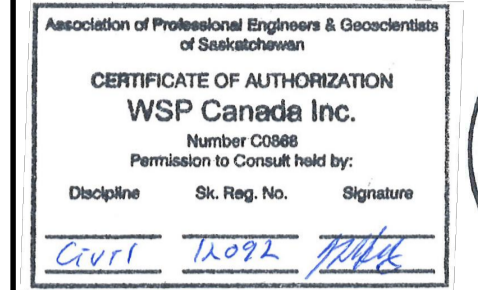 Association of Professional Engineers & Geoscientists
of Saskatchewan
CERTIFICATE OF AUTHORIZATION
WSP Canada Inc.
Number C0868
Permission to Consult held by:
Discipline Sk. Reg. No. Signature
Civil 12092